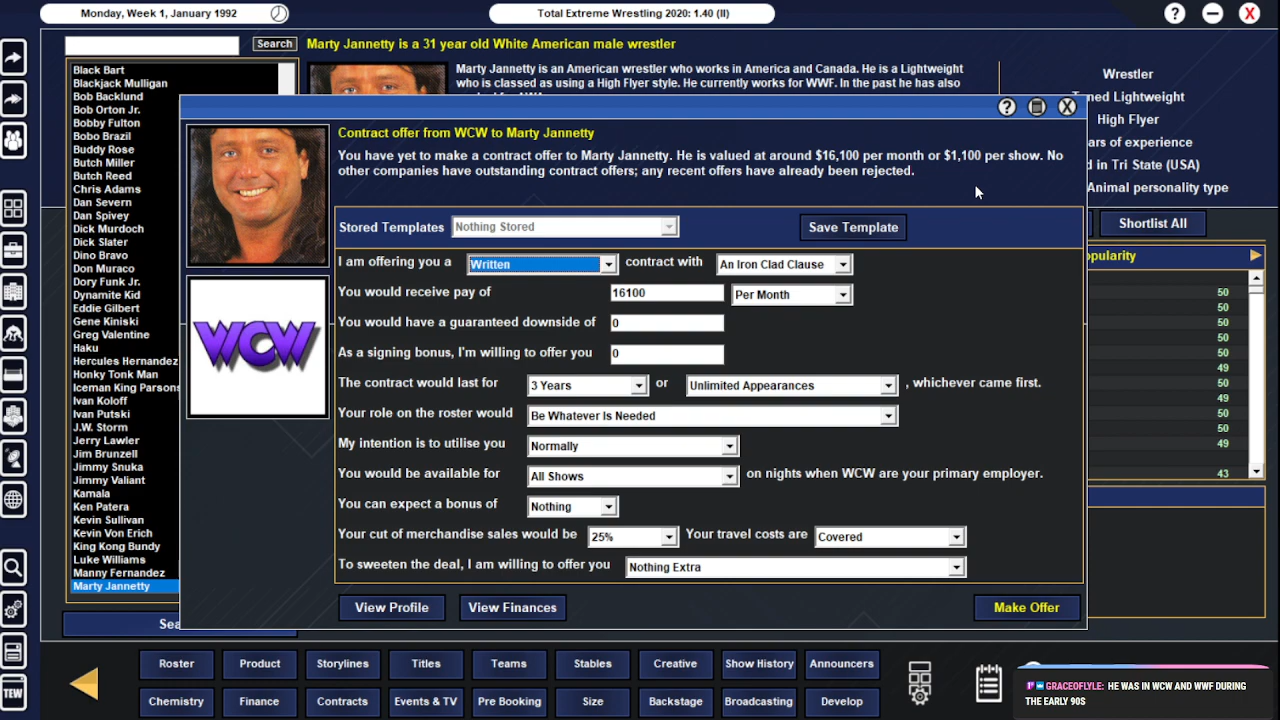 Monday, Week 1, January 1992
Total Extreme Wrestling 2020: 1.40 (II)
?
X
Search
Marty Jannetty is a 31 year old White American male wrestler
Marty Jannetty is an American wrestler who works in America and Canada. He is a Lightweight
who is classed as using a High Flyer style. He currently works for WWF. In the past he has also
Wrestler
ned Lightweight
High Flyer
ars of experience
d in Tri State (USA)
Animal personality type
Shortlist All
opularity
50
50
50
50
49
50
49
50
50
49
43
Black Bart
Blackjack Mulligan
Bob Backlund
Bob Orton Jr.
Bobby Fulton
Bobo Brazil
Buddy Rose
Butch Miller
Butch Reed
Chris Adams
Dan Severn
Dan Spivey
Dick Murdoch
Dick Slater
Dino Bravo
Don Muraco
Dory Funk Jr.
Dynamite Kid
Eddie Gilbert
Gene Kiniski
Greg Valentine
Haku
Hercules Hernandez
Honky Tonk Man
Iceman King Parsons
Ivan Koloff
Ivan Putski
J.W. Storm
Jerry Lawler
Jim Brunzell
Jimmy Snuka
Jimmy Valiant
Kamala
Ken Patera
Kevin Sullivan
Kevin Von Erich
King Kong Bundy
Luke Williams
Manny Fernandez
Marty Jannetty
Sea
?
X
Contract offer from WCW to Marty Jannetty
You have yet to make a contract offer to Marty Jannetty. He is valued at around $16,100 per month or $1,100 per show. No
other companies have outstanding contract offers; any recent offers have already been rejected.
WCW
Stored Templates Nothing Stored Save Template
I am offering you a Written contract with An Iron Clad Clause
You would receive pay of 16100 Per Month
You would have a guaranteed downside of 0
As a signing bonus, I'm willing to offer you 0
The contract would last for 3 Years or Unlimited Appearances , whichever came first.
Your role on the roster would Be Whatever Is Needed
My intention is to utilise you Normally
You would be available for All Shows on nights when WCW are your primary employer.
You can expect a bonus of Nothing
Your cut of merchandise sales would be 25% Your travel costs are Covered
To sweeten the deal, I am willing to offer you Nothing Extra
View Profile View Finances Make Offer
Roster Product Storylines Titles Teams Stables Creative Show History Announcers
Chemistry Finance Contracts Events & TV Pre Booking Size Backstage Broadcasting Develop
TEW
GRACEOFLYLE: HE WAS IN WCW AND WWF DURING
THE EARLY 90S